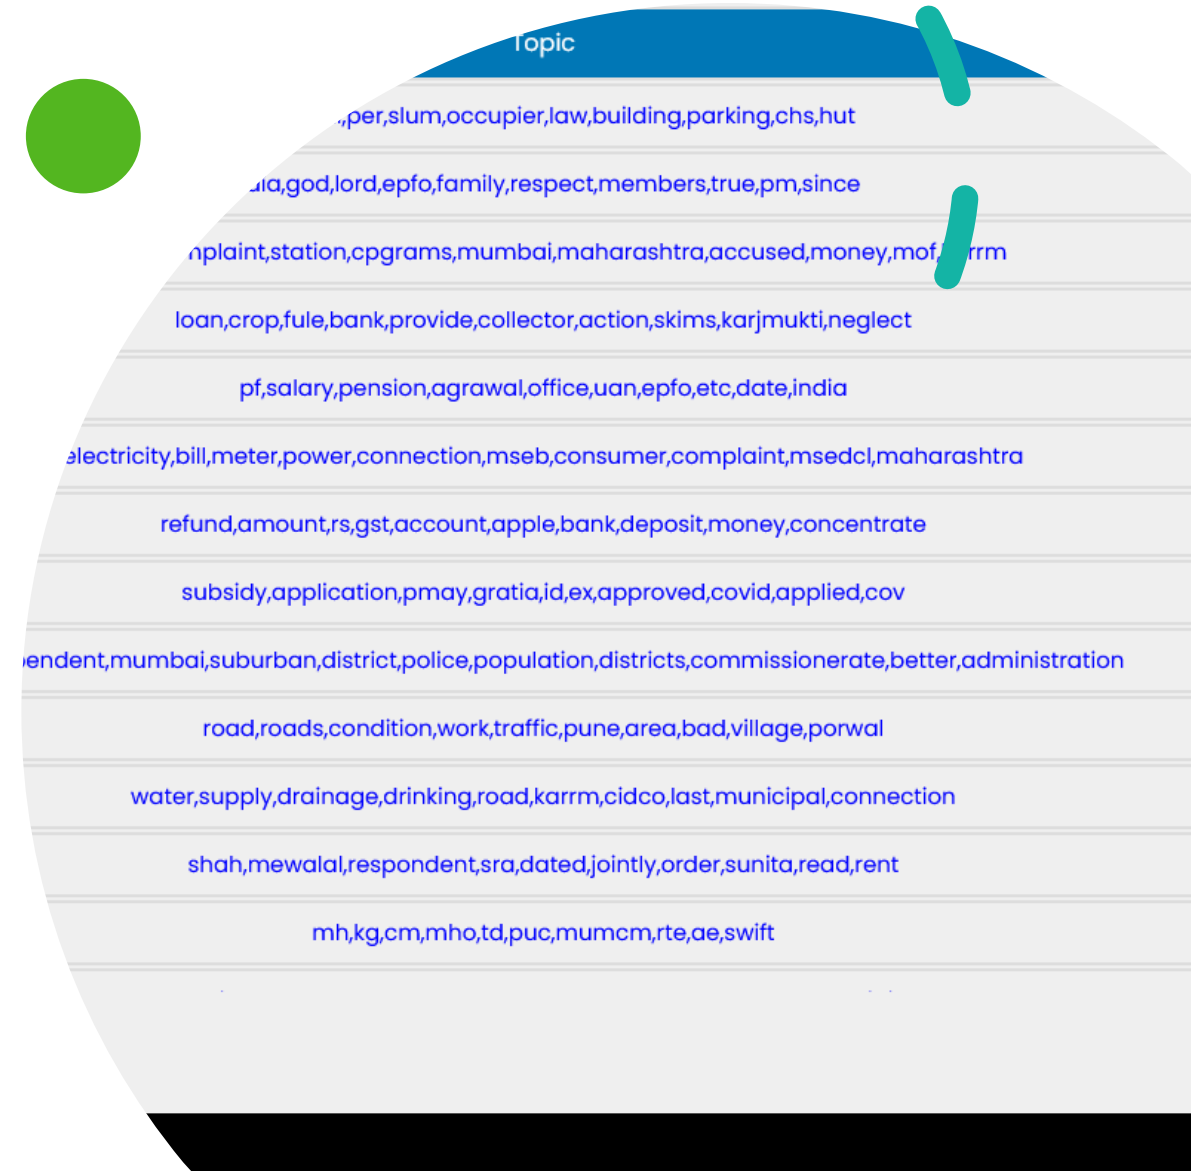 Topic
,per,slum,occupier,law,building,parking,chs,hut
,god,lord,epfo,family,respect,members,true,pm,since
,station,cpgrams,mumbai,maharashtra,accused,money,mof,
loan,crop,fule,bank,provide,collector,action,skims,karjmukti,neglect
pf,salary,pension,agrawal,office,uan,epfo,etc,date,india
electricity,bill,meter,power,connection,mseb,consumer,complaint,msedcl,maharashtra
refund,amount,rs,gst,account,apple,bank,deposit,money,concentrate
subsidy,application,pmay,gratia,id,ex,approved,covid,applied,cov
,mumbai,suburban,district,police,population,districts,commissionerate,better,administration
road,roads,condition,work,traffic,pune,area,bad,village,porwal
water,supply,drainage,drinking,road,karrm,cidco,last,municipal,connection
shah,mewalal,respondent,sra,dated,jointly,order,sunita,read,rent
mh,kg,cm,mho,td,puc,mumcm,rte,ae,swift